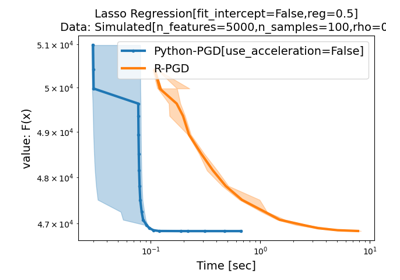 Lasso Regression[fit_intercept=False,reg=0.5]
Data: Simulated[n_features=5000,n_samples=100,rho=0
Python-PGD[use_acceleration=False]
R-PGD
value: F(x)
5.1 × 10⁴
5 × 10⁴
4.9 × 10⁴
4.8 × 10⁴
4.7 × 10⁴
10⁻¹ 10⁰ 10¹
Time [sec]